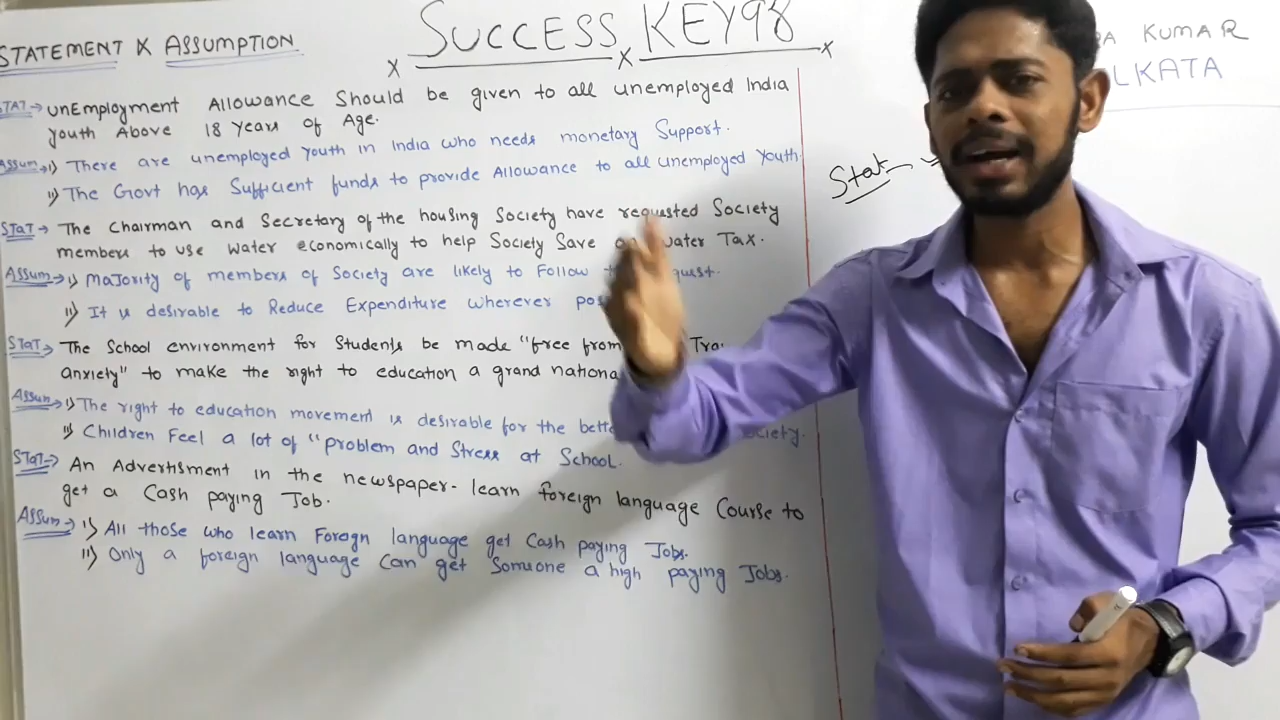 STATEMENT X ASSUMPTION
SUCCESS KEY98
KUMAR
LKATA
STAT → unEmployment Allowance Should be given to all unemployed India
youth Above 18 years of Age.
Assum → i) There are unemployed youth in India who needs monetary Support.
ii) The Govt has Sufficient funds to provide Allowance to all unemployed youth.
Stat →
STaT → The Chairman and Secretary of the housing Society have requested Society
members to use water economically to help Society Save on water Tax.
Assum → i) Majority of members of Society are likely to Follow
ii) It is desirable to Reduce Expenditure wherever
STaT → The School environment for Students be made "free from
anxiety" to make the right to education a grand
Assum → i) The right to education movement is desirable for the Society.
ii) Children Feel a lot of "problem and Stress at School.
STaT → An Advertisment in the newspaper- learn foreign language Course to
get a Cash paying Job.
Assum → i) All those who learn Foreign language get Cash paying Jobs.
ii) Only a foreign language Can get Someone a high paying Jobs.